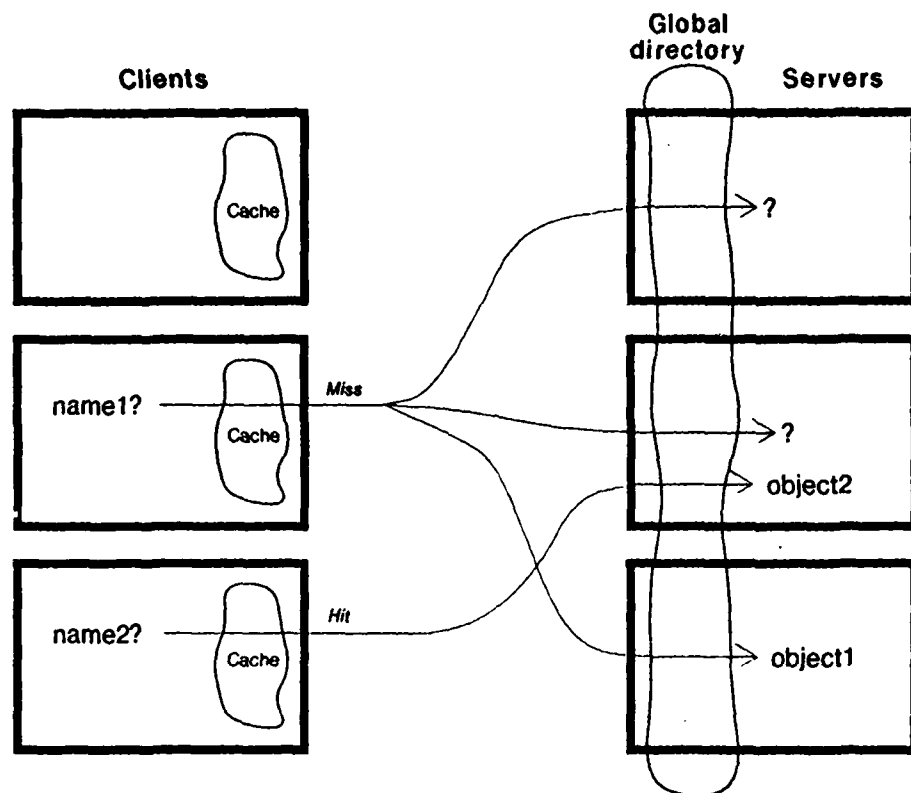 Global
directory
Clients
Servers
Cache
?
name1?
Miss
Cache
?
object2
name2?
Hit
Cache
object1